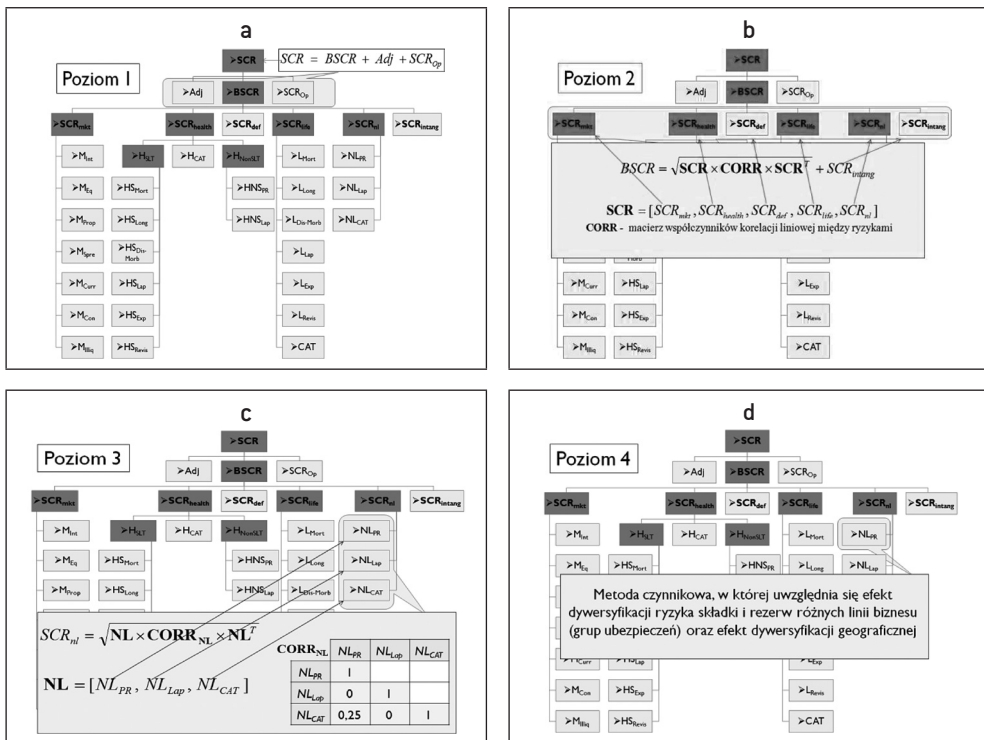 a
➢SCR
SCR = BSCR + Adj + SCR_Op
Poziom 1
➢Adj ➢BSCR ➢SCR_Op
➢SCR_mkt ➢SCR_health ➢SCR_def ➢SCR_life ➢SCR_nl ➢SCR_intang
➢M_Int ➢H_SLT ➢H_CAT ➢H_NonSLT ➢L_Mort ➢NL_PR
➢M_Eq ➢HS_Mort ➢HNS_PR ➢L_Long ➢NL_Lap
➢M_Prop ➢HS_Long ➢HNS_Lap ➢L_Dis-Morb ➢NL_CAT
➢M_Spre ➢HS_Dis-Morb ➢L_Lap
➢M_Curr ➢HS_Lap ➢L_Exp
➢M_Con ➢HS_Exp ➢L_Revis
➢M_Illiq ➢HS_Revis ➢CAT
b
➢SCR
Poziom 2
➢Adj ➢BSCR ➢SCR_Op
➢SCR_mkt ➢SCR_health ➢SCR_def ➢SCR_life ➢SCR_nl ➢SCR_intang
BSCR = √SCR × CORR × SCR^T + SCR_intang
SCR = [SCR_mkt, SCR_health, SCR_def, SCR_life, SCR_nl]
CORR - macierz współczynników korelacji liniowej między ryzykami
➢M_Curr ➢HS_Lap ➢L_Exp
➢M_Con ➢HS_Exp ➢L_Revis
➢M_Illiq ➢HS_Revis ➢CAT
c
➢SCR
Poziom 3
➢Adj ➢BSCR ➢SCR_Op
➢SCR_mkt ➢SCR_health ➢SCR_def ➢SCR_life ➢SCR_nl ➢SCR_intang
➢M_Int ➢H_SLT ➢H_CAT ➢H_NonSLT ➢L_Mort ➢NL_PR
➢M_Eq ➢HS_Mort ➢HNS_PR ➢L_Long ➢NL_Lap
➢M_Prop ➢HS_Long ➢HNS_Lap ➢L_Dis-Morb ➢NL_CAT
SCR_nl = √NL × CORR_NL × NL^T
NL = [NL_PR, NL_Lap, NL_CAT]
CORR_NL NL_PR NL_Lap NL_CAT
NL_PR 1
NL_Lap 0 1
NL_CAT 0,25 0 1
d
➢SCR
Poziom 4
➢Adj ➢BSCR ➢SCR_Op
➢SCR_mkt ➢SCR_health ➢SCR_def ➢SCR_life ➢SCR_nl ➢SCR_intang
➢M_Int ➢H_SLT ➢H_CAT ➢H_NonSLT ➢L_Mort ➢NL_PR
➢M_Eq ➢HS_Mort ➢HNS_PR ➢L_Long ➢NL_Lap
Metoda czynnikowa, w której uwzględnia się efekt
dywersyfikacji ryzyka składki i rezerw różnych linii biznesu
(grup ubezpieczeń) oraz efekt dywersyfikacji geograficznej
➢M_Curr ➢HS_Lap ➢L_Exp
➢M_Con ➢HS_Exp ➢L_Revis
➢M_Illiq ➢HS_Revis ➢CAT